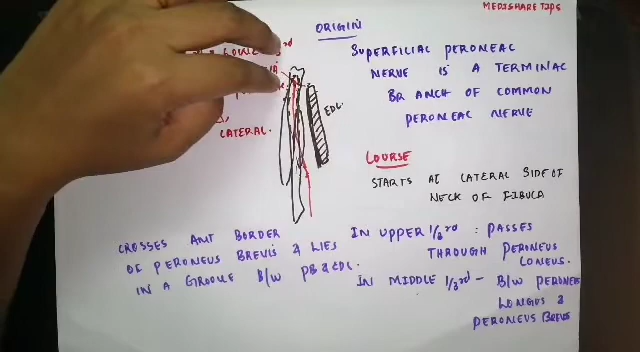 MEDISHARE TIPS
ORIGIN
SUPERFICIAL PERONEAL
NERVE IS A TERMINAL
BRANCH OF COMMON
PERONEAL NERVE
rd
LATERAL.
EDL
COURSE
STARTS AT LATERAL SIDE OF
NECK OF FIBULA
IN UPPER 1/3rd : PASSES
THROUGH PERONEUS
LONGUS.
IN MIDDLE 1/3rd - B/W PERONEUS
LONGUS &
PERONEUS BREVIS
CROSSES ANT BORDER
OF PERONEUS BREVIS & LIES
IN A GROOVE B/W PB & EDL